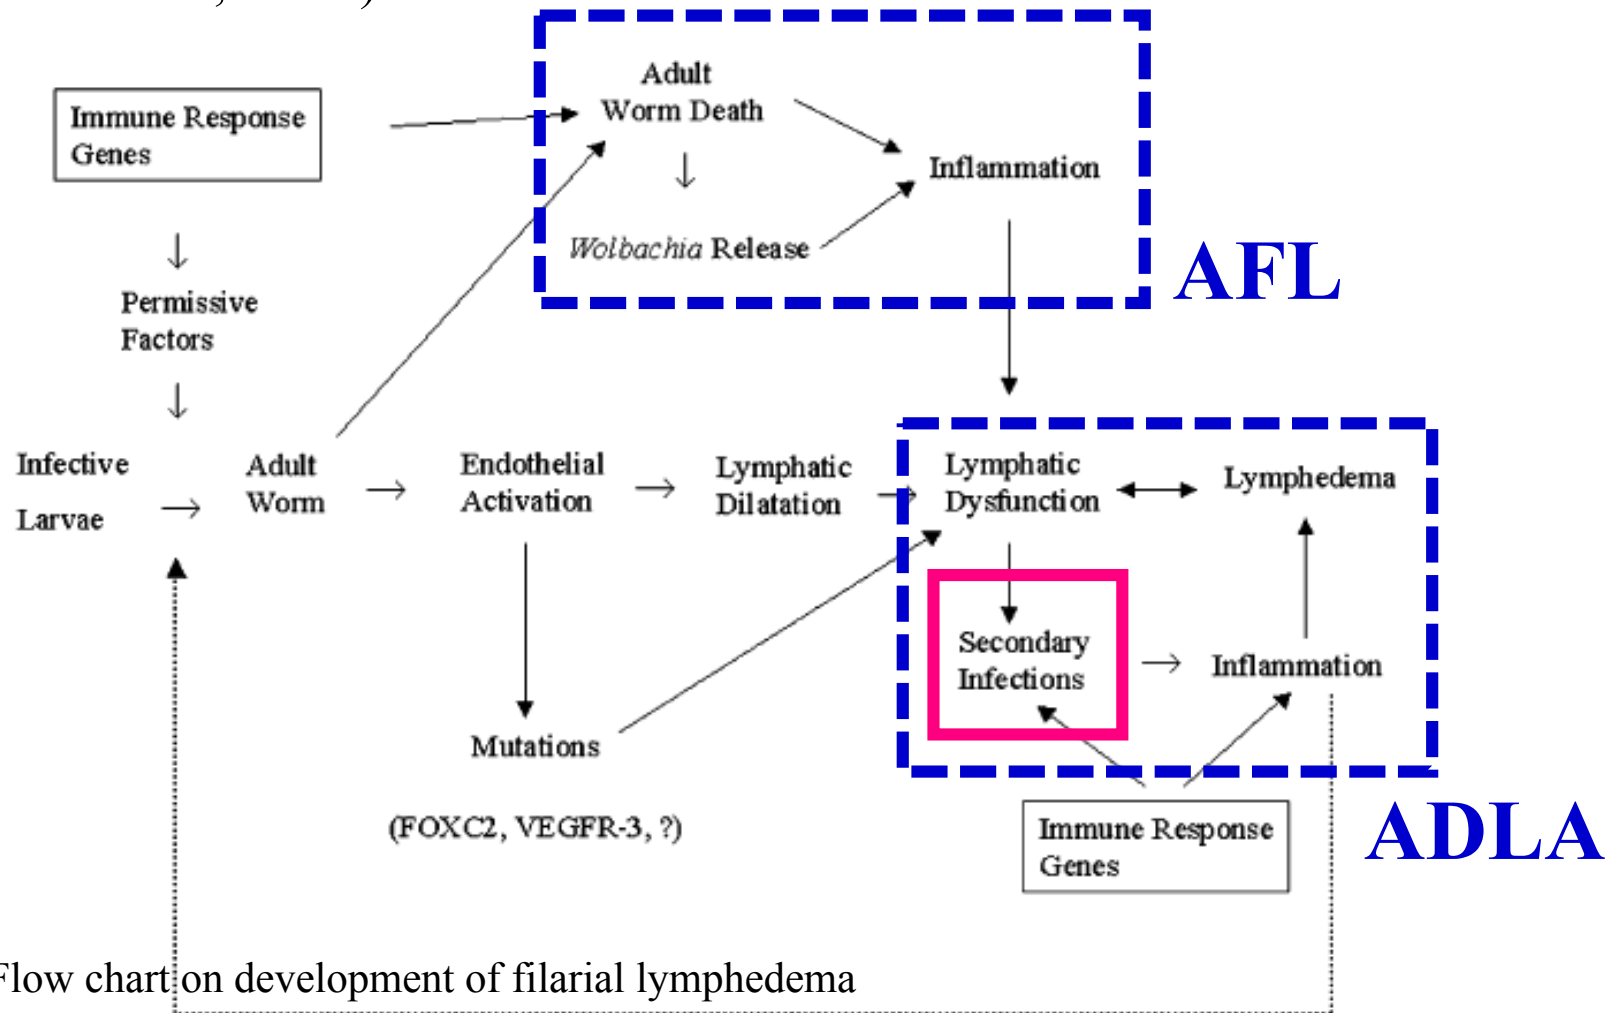 Adult
Worm Death
Immune Response
Genes
Inflammation
Wolbachia Release
AFL
Permissive
Factors
Infective
Larvae
Adult
Worm
Endothelial
Activation
Lymphatic
Dilatation
Lymphatic
Dysfunction
Lymphedema
Secondary
Infections
Inflammation
Mutations
(FOXC2, VEGFR-3, ?)
Immune Response
Genes
ADLA
Flow chart on development of filarial lymphedema